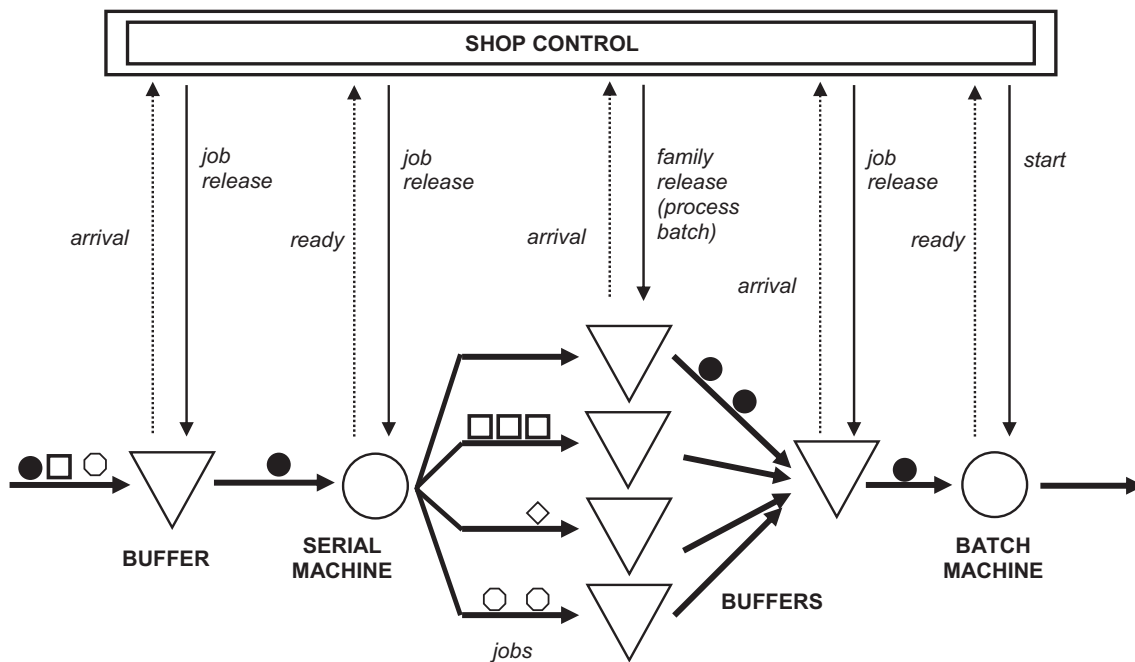 SHOP CONTROL
job
release
arrival
job
release
ready
family
release
(process
batch)
arrival
job
release
arrival
start
ready
BUFFER
SERIAL
MACHINE
jobs
BUFFERS
BATCH
MACHINE